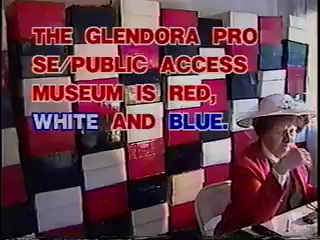 THE GLENDORA PRO
SE/PUBLIC ACCESS
MUSEUM IS RED,
WHITE AND BLUE.